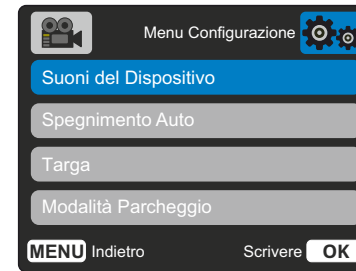 Menu Configurazione
Suoni del Dispositivo
Spegnimento Auto
Targa
Modalità Parcheggio
MENU Indietro Scrivere OK